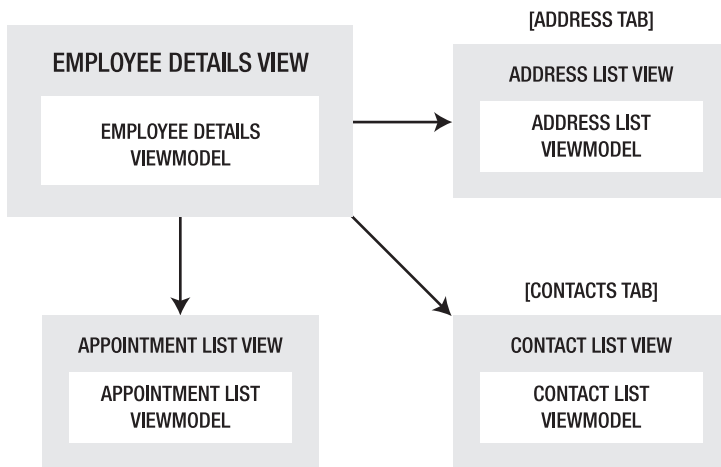 EMPLOYEE DETAILS VIEW
EMPLOYEE DETAILS
VIEWMODEL
[ADDRESS TAB]
ADDRESS LIST VIEW
ADDRESS LIST
VIEWMODEL
APPOINTMENT LIST VIEW
APPOINTMENT LIST
VIEWMODEL
[CONTACTS TAB]
CONTACT LIST VIEW
CONTACT LIST
VIEWMODEL